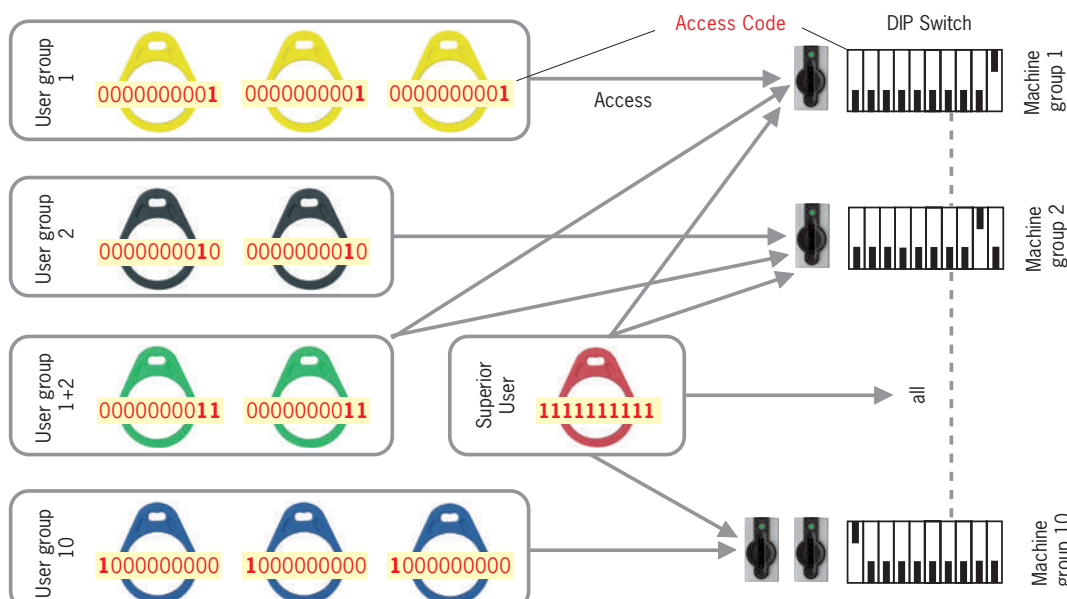 Access Code
DIP Switch
User group
1
0000000001
0000000001
0000000001
Access
Machine
group 1
User group
2
0000000010
0000000010
Machine
group 2
User group
1+2
0000000011
0000000011
Superior
User
1111111111
all
User group
10
1000000000
1000000000
1000000000
Machine
group 10